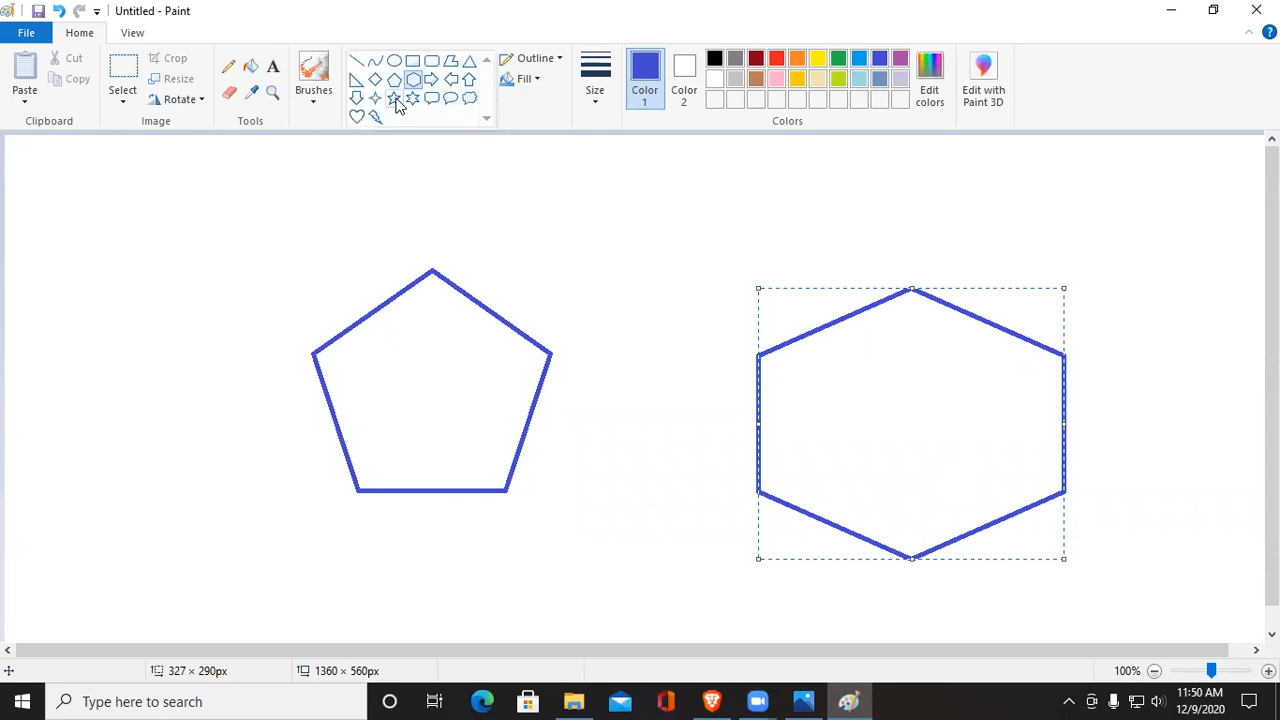 Untitled - Paint
File Home View
Paste
Cut
Copy
Clipboard
Select
Crop
Resize
Rotate
Image
A
Tools
Brushes
Outline
Fill
Size
Color 1
Color 2
Edit colors
Colors
Edit with Paint 3D
327 × 290px
1360 × 560px
100%
Type here to search
11:50 AM
12/9/2020